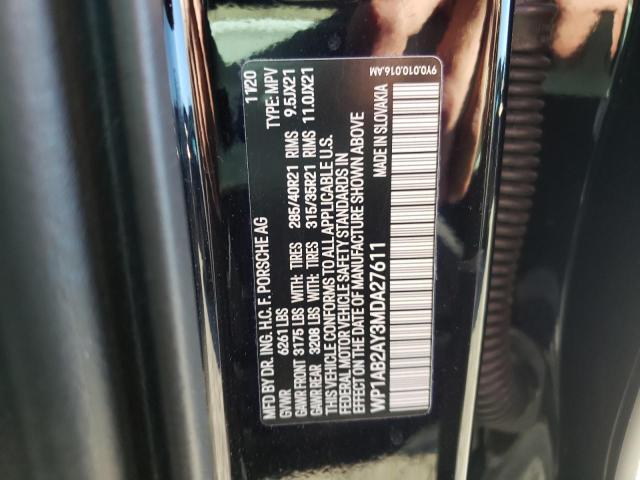 MFD BY DR. ING. H.C. F. PORSCHE AG 11/20
GVWR 6261 LBS TYPE: MPV
GAWR FRONT 3175 LBS WITH: TIRES 285/40R21 RIMS 9.5JX21
GAWR REAR 3208 LBS WITH: TIRES 315/35R21 RIMS 11.0JX21
THIS VEHICLE CONFORMS TO ALL APPLICABLE U.S.
FEDERAL MOTOR VEHICLE SAFETY STANDARDS IN
EFFECT ON THE DATE OF MANUFACTURE SHOWN ABOVE
WP1AB2AY3MDA27611 MADE IN SLOVAKIA
9Y0.010.016.AM